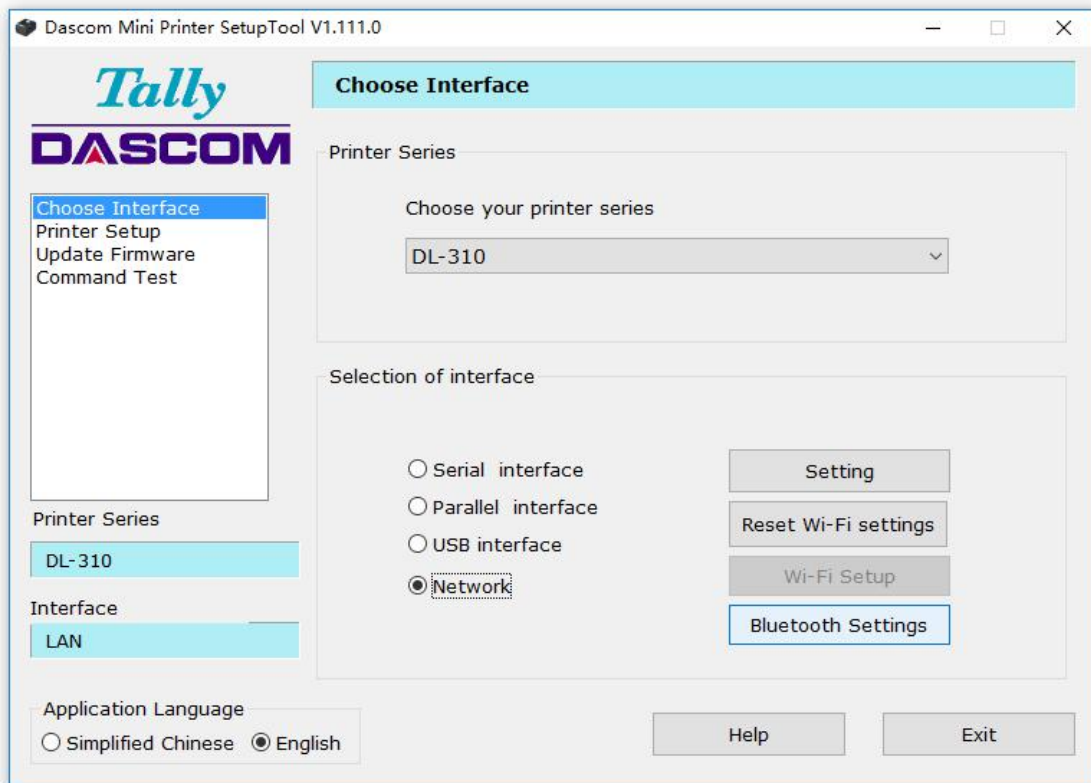 Dascom Mini Printer SetupTool V1.111.0
Tally
DASCOM
Choose Interface
Printer Setup
Update Firmware
Command Test
Printer Series
DL-310
Interface
LAN
Application Language
Simplified Chinese
English
Choose Interface
Printer Series
Choose your printer series
DL-310
Selection of interface
Serial interface
Parallel interface
USB interface
Network
Setting
Reset Wi-Fi settings
Wi-Fi Setup
Bluetooth Settings
Help
Exit